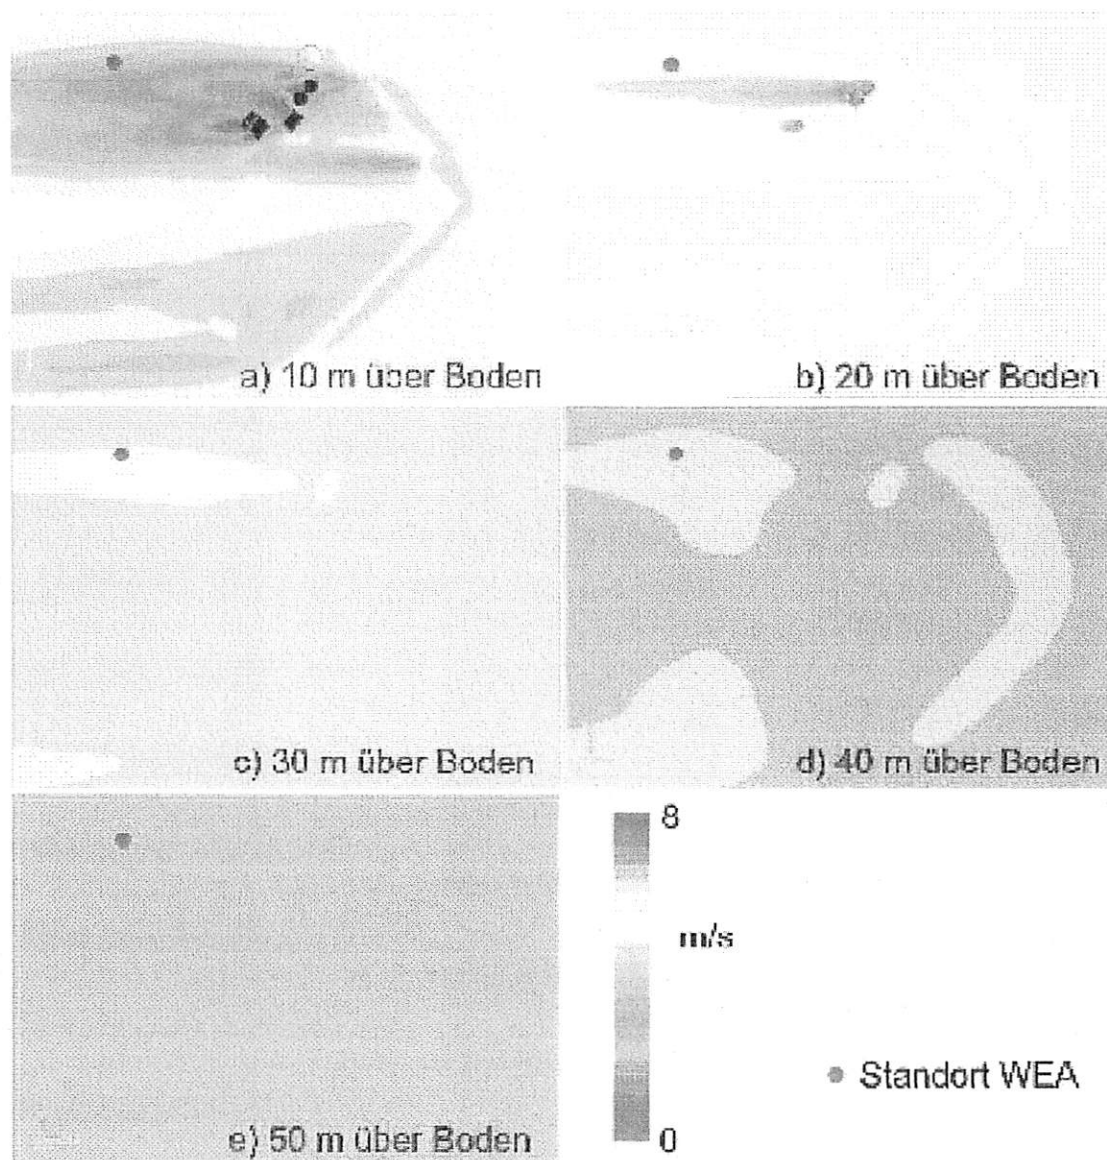 a) 10 m über Boden
b) 20 m über Boden
c) 30 m über Boden
d) 40 m über Boden
e) 50 m über Boden
8
m/s
0
Standort WEA